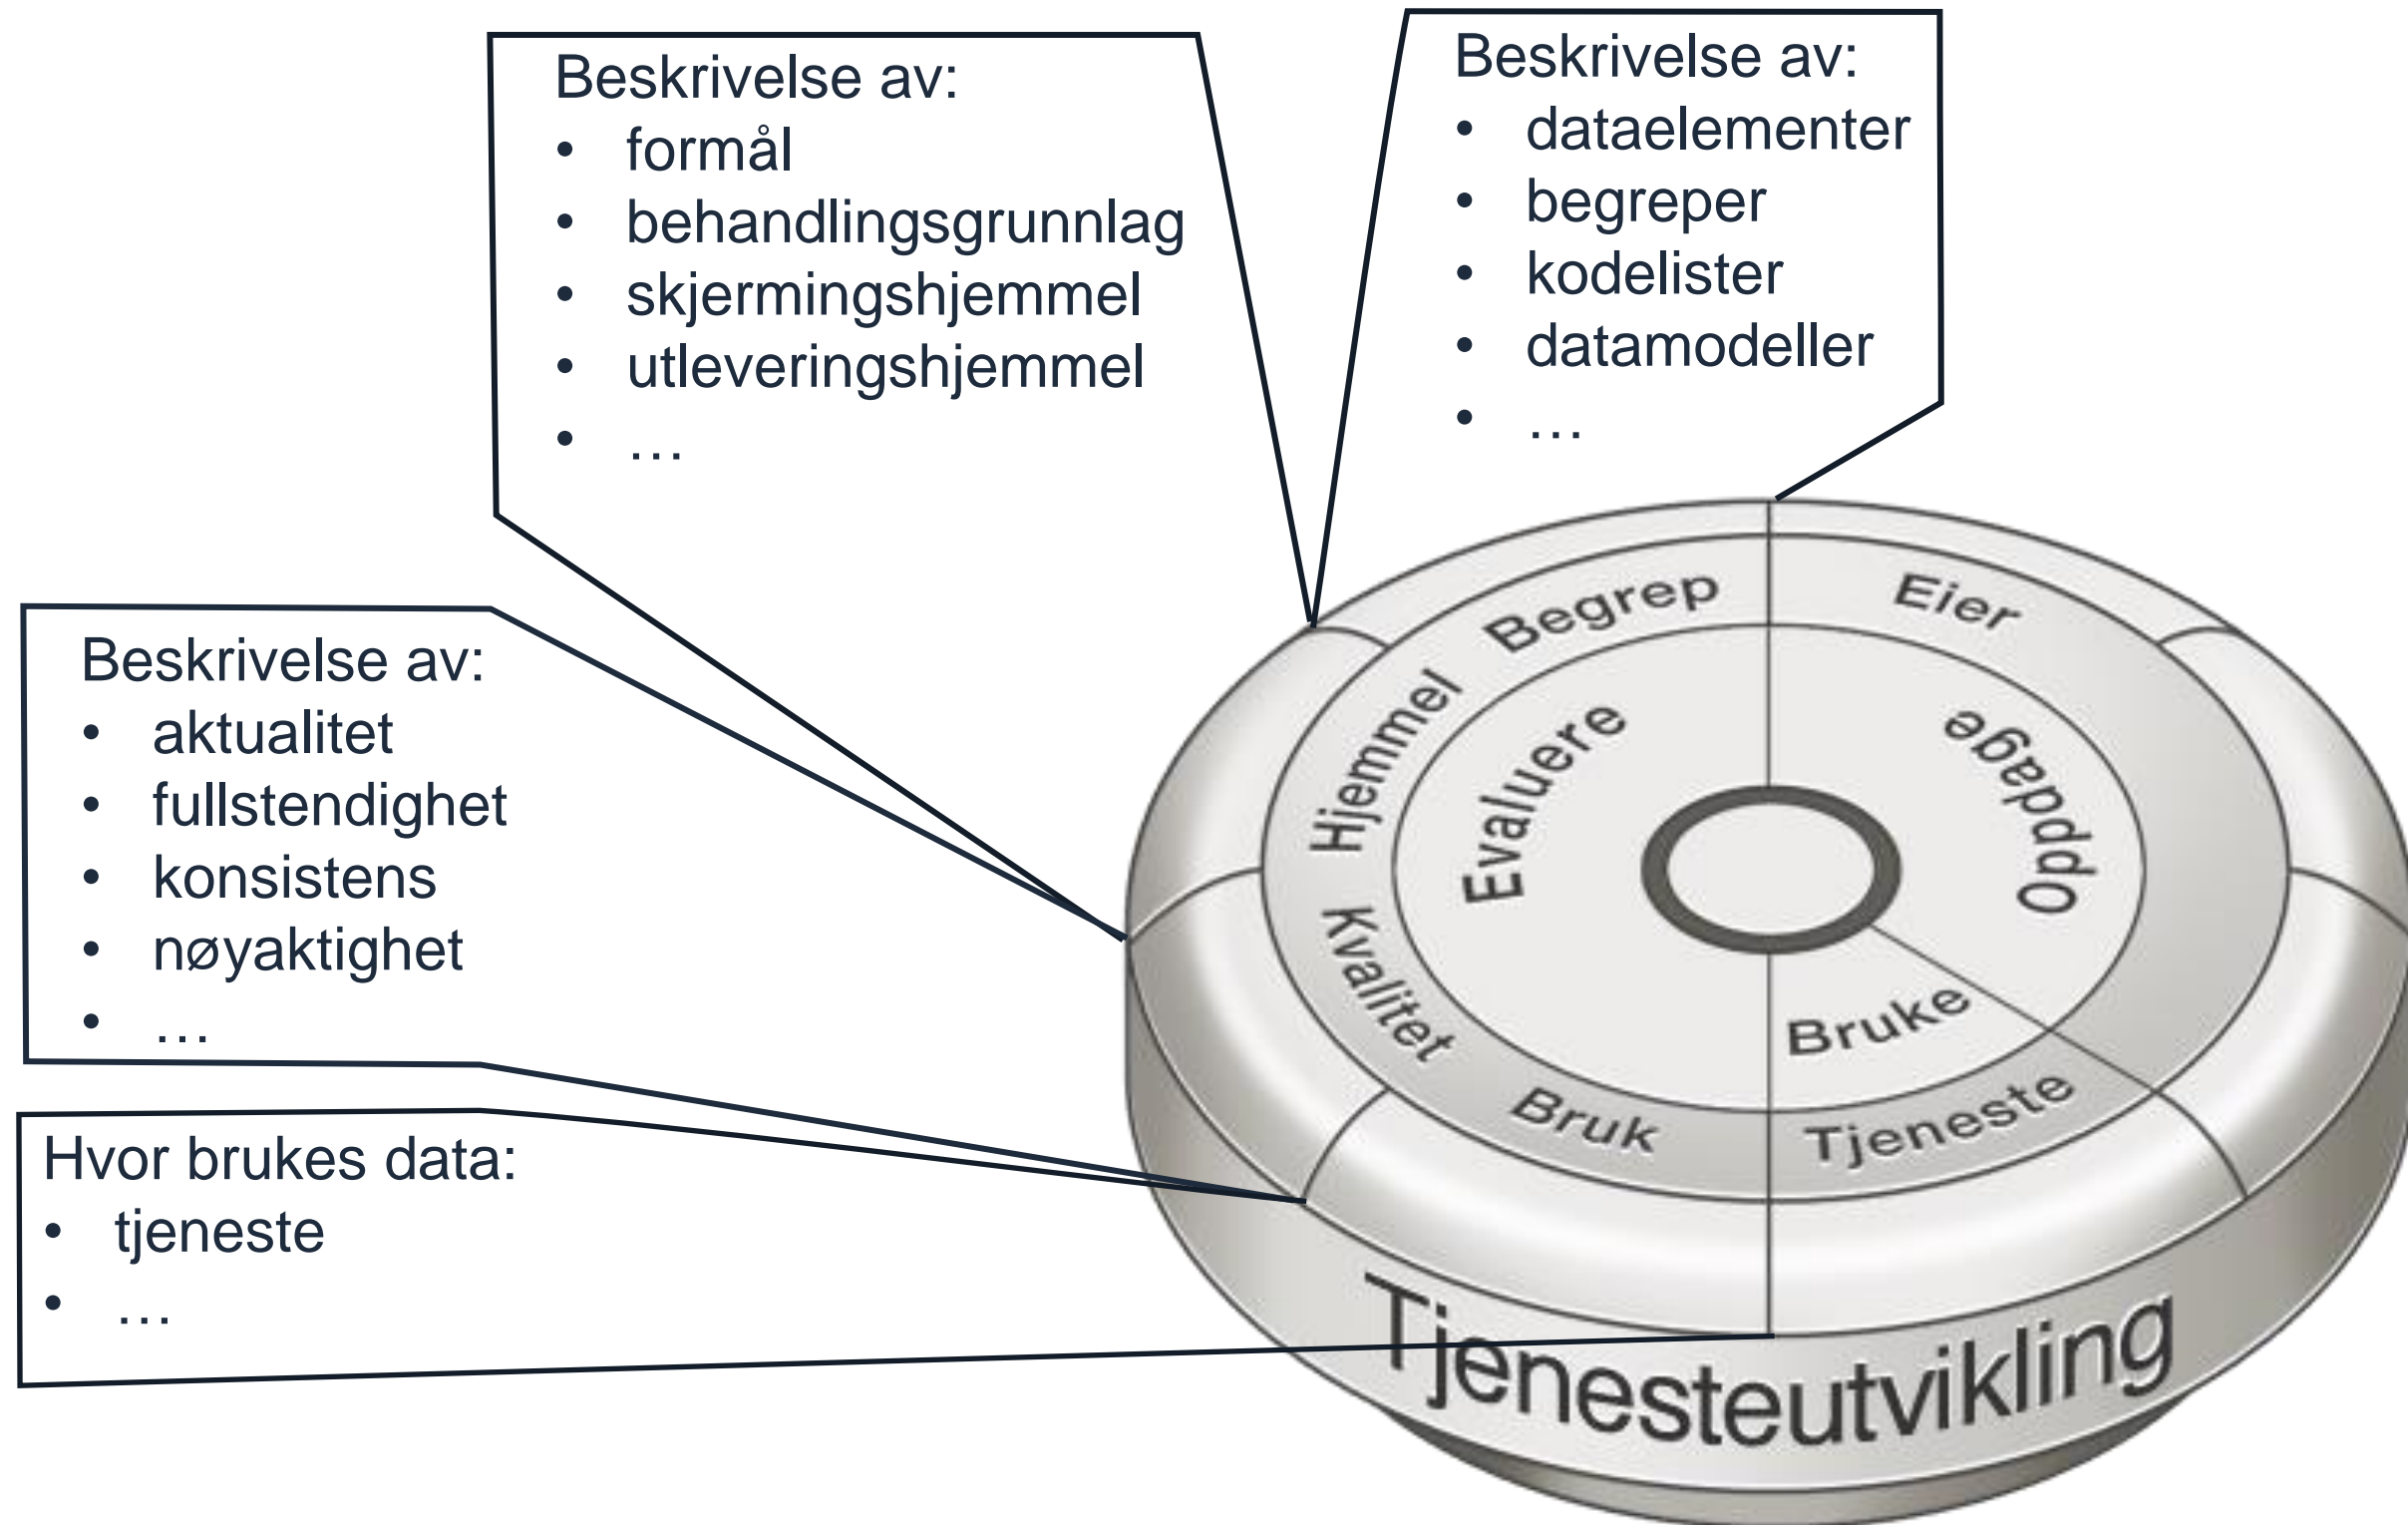 Beskrivelse av:
• formål
• behandlingsgrunnlag
• skjermingshjemmel
• utleveringshjemmel
• …
Beskrivelse av:
• dataelementer
• begreper
• kodelister
• datamodeller
• …
Beskrivelse av:
• aktualitet
• fullstendighet
• konsistens
• nøyaktighet
• …
Hvor brukes data:
• tjeneste
• …
Begrep
Eier
Hjemmel
Evaluere
Oppdage
Kvalitet
Bruke
Bruk
Tjeneste
Tjenesteutvikling